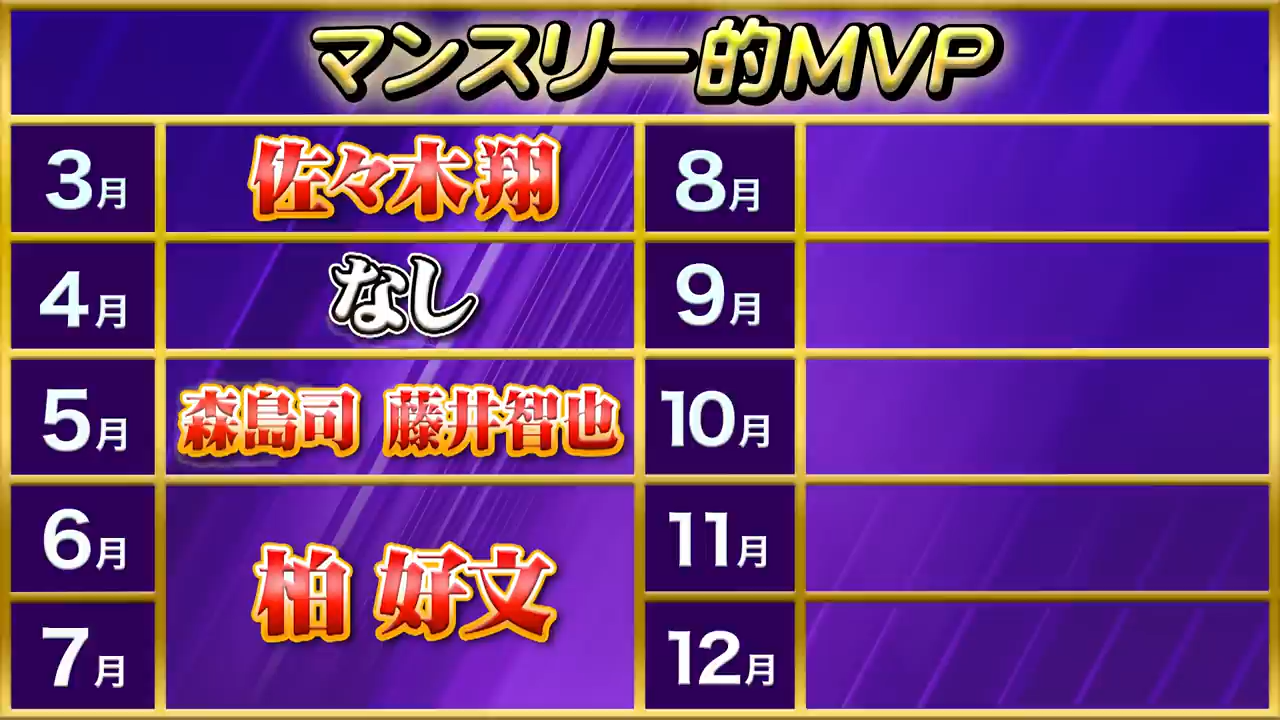 マンスリー的MVP
3月 佐々木 翔 8月
4月 なし 9月
5月 森島司 藤井智也 10月
6月 柏 好文 11月
7月 12月